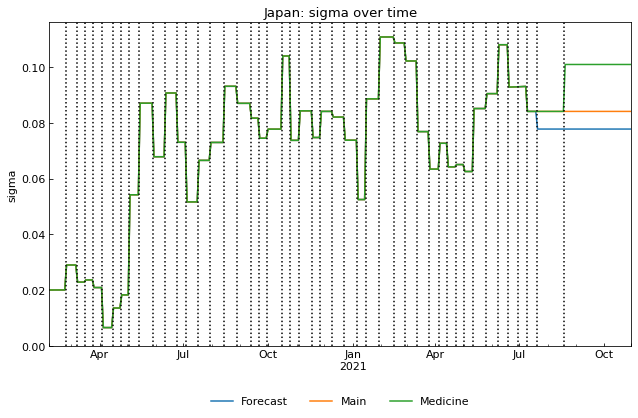 Japan: sigma over time
sigma
0.10
0.08
0.06
0.04
0.02
0.00
Apr Jul Oct Jan Apr Jul Oct
2021
Forecast Main Medicine